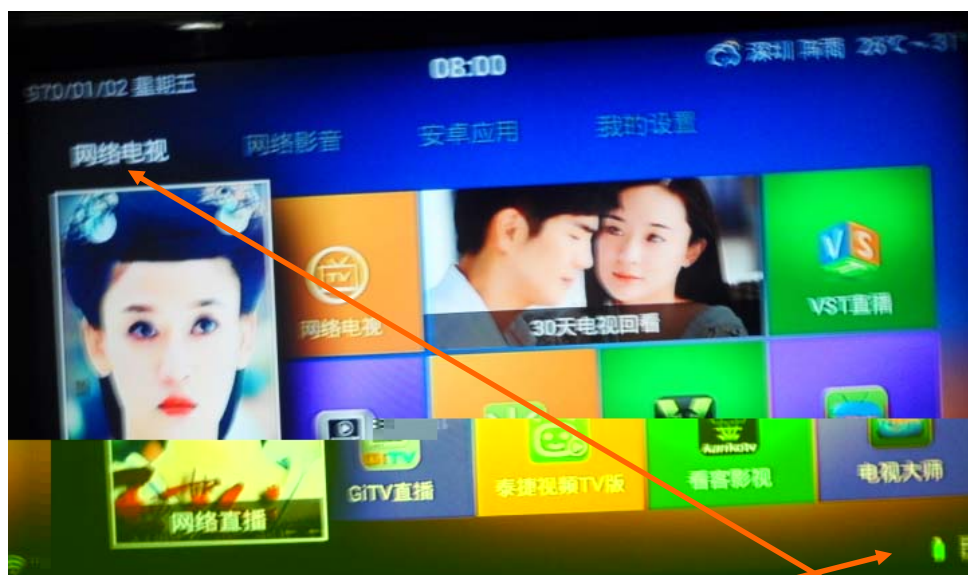 970/01/02 星期五
08:00
深圳 阵雨 26℃~31
网络电视
网络影音
安卓应用
我的设置
网络电视
30天电视回看
VS
VST直播
网络直播
GiTV
GiTV直播
泰捷视频TV版
看客影视
电视大师